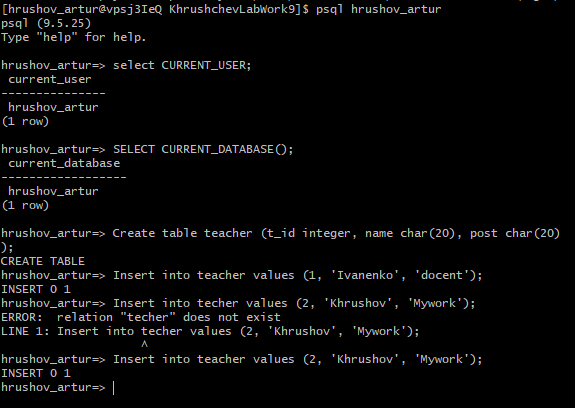 [hrushov_artur@vpsj3IeQ KhrushchevLabWork9]$ psql hrushov_artur
psql (9.5.25)
Type "help" for help.
hrushov_artur=> select CURRENT_USER;
current_user
---------------
hrushov_artur
(1 row)
hrushov_artur=> SELECT CURRENT_DATABASE();
current_database
------------------
hrushov_artur
(1 row)
hrushov_artur=> Create table teacher (t_id integer, name char(20), post char(20)
);
CREATE TABLE
hrushov_artur=> Insert into teacher values (1, 'Ivanenko', 'docent');
INSERT 0 1
hrushov_artur=> Insert into techer values (2, 'Khrushov', 'Mywork');
ERROR:  relation "techer" does not exist
LINE 1: Insert into techer values (2, 'Khrushov', 'Mywork');
^
hrushov_artur=> Insert into teacher values (2, 'Khrushov', 'Mywork');
INSERT 0 1
hrushov_artur=>